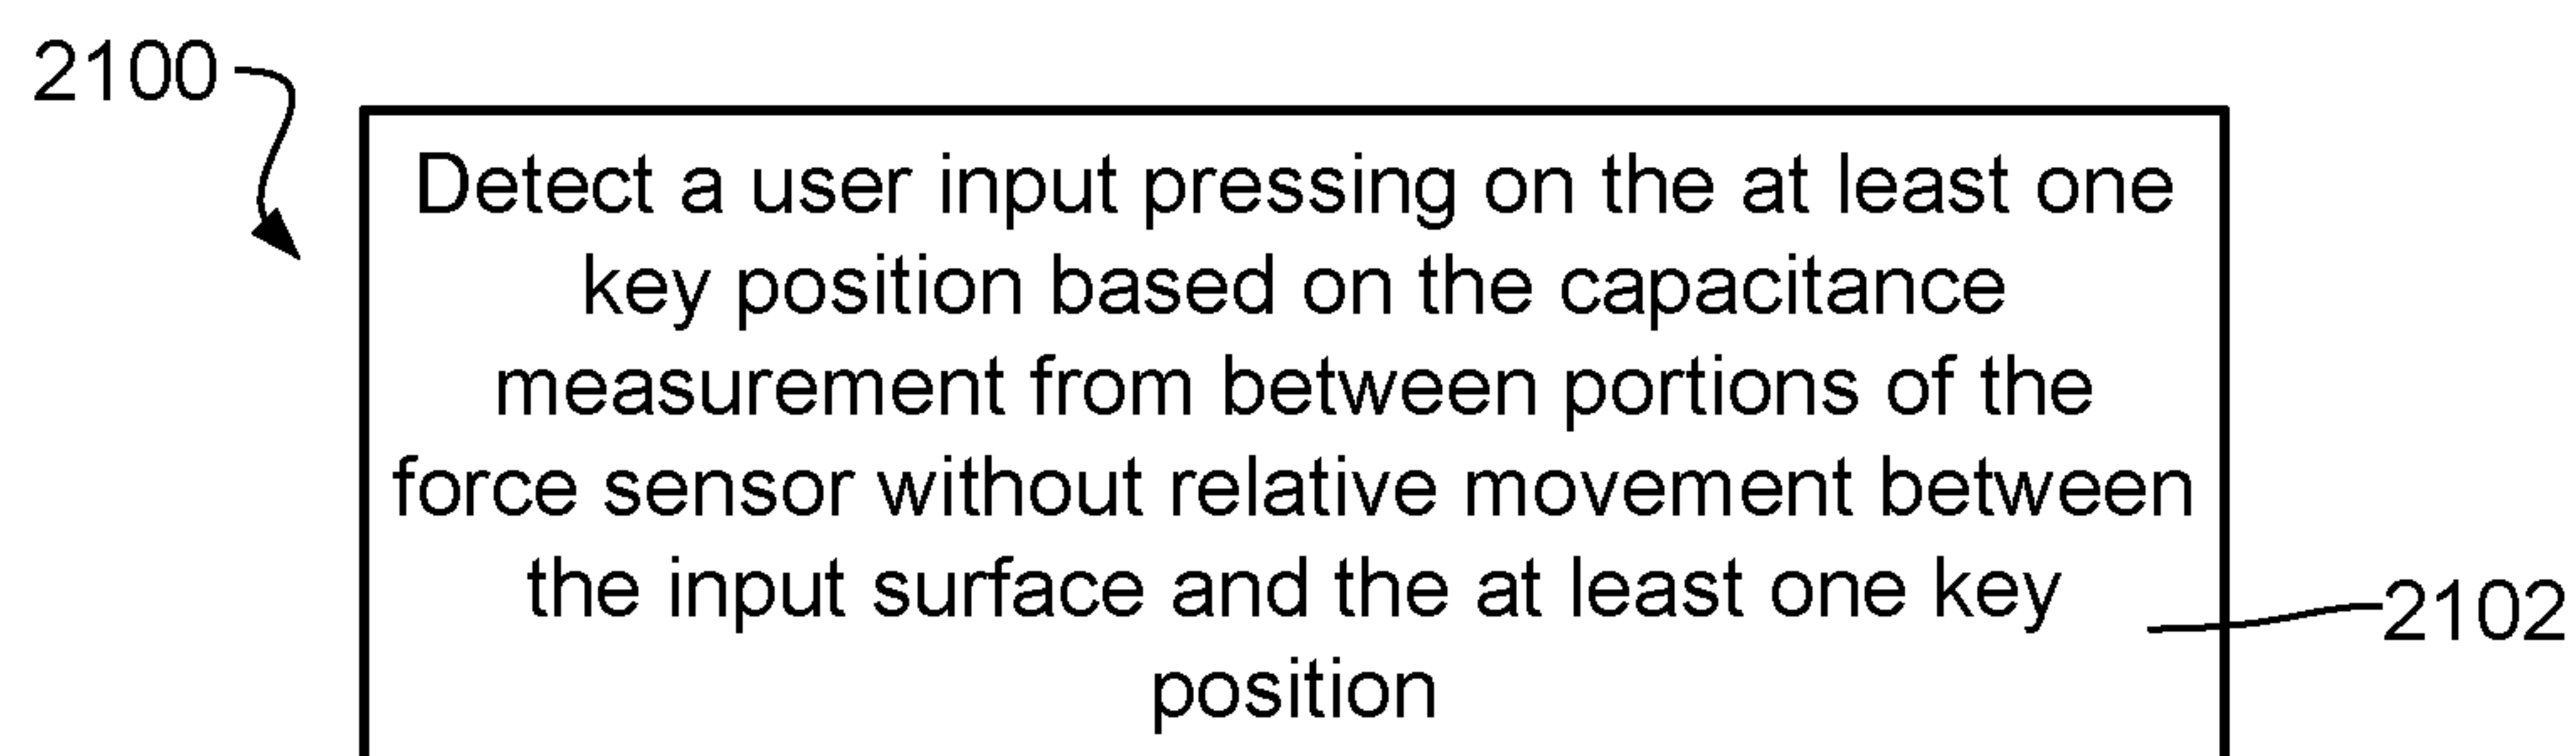 2100
Detect a user input pressing on the at least one
key position based on the capacitance
measurement from between portions of the
force sensor without relative movement between
the input surface and the at least one key
position
2102